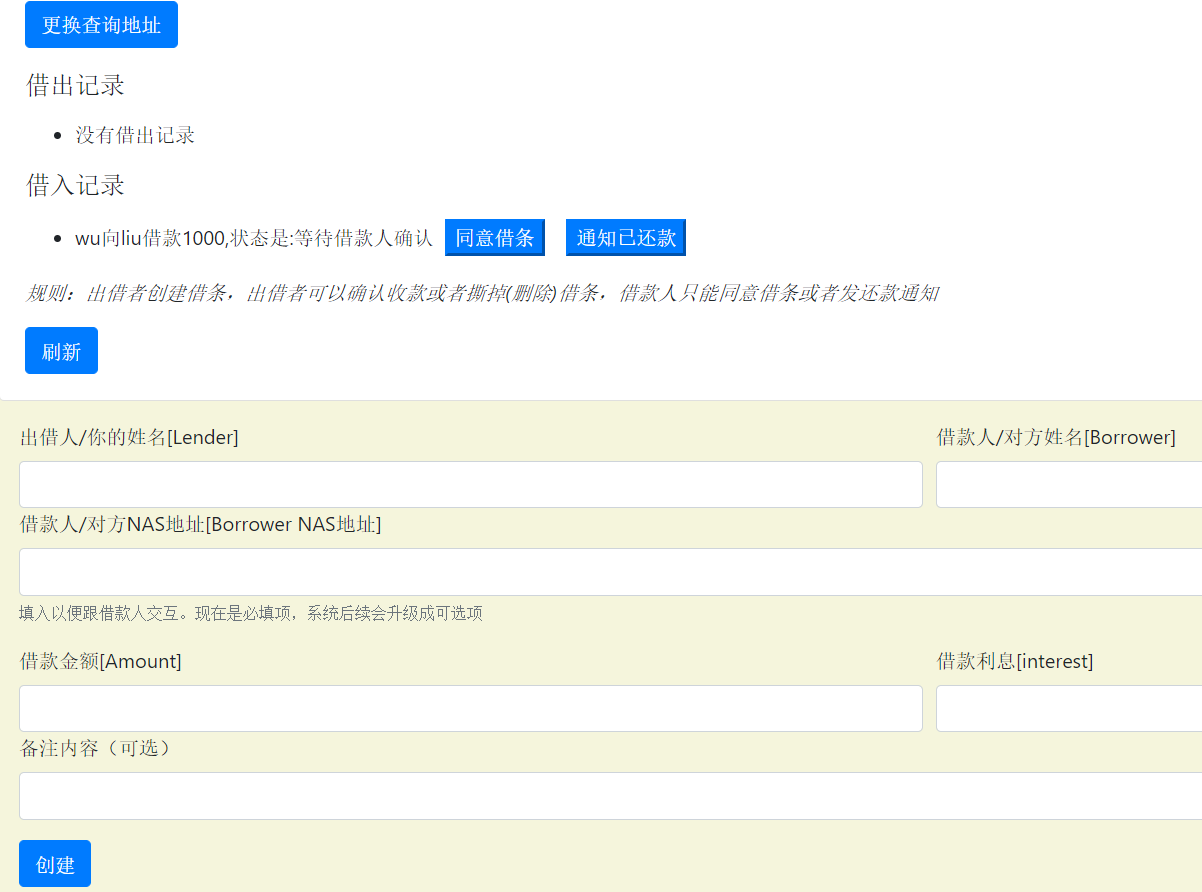 更换查询地址
借出记录
没有借出记录
借入记录
wu向liu借款1000,状态是:等待借款人确认 同意借条 通知已还款
规则：出借者创建借条，出借者可以确认收款或者撕掉(删除)借条，借款人只能同意借条或者发还款通知
刷新
出借人/你的姓名[Lender] 借款人/对方姓名[Borrower]
借款人/对方NAS地址[Borrower NAS地址]
填入以便跟借款人交互。现在是必填项，系统后续会升级成可选项
借款金额[Amount] 借款利息[interest]
备注内容（可选）
创建